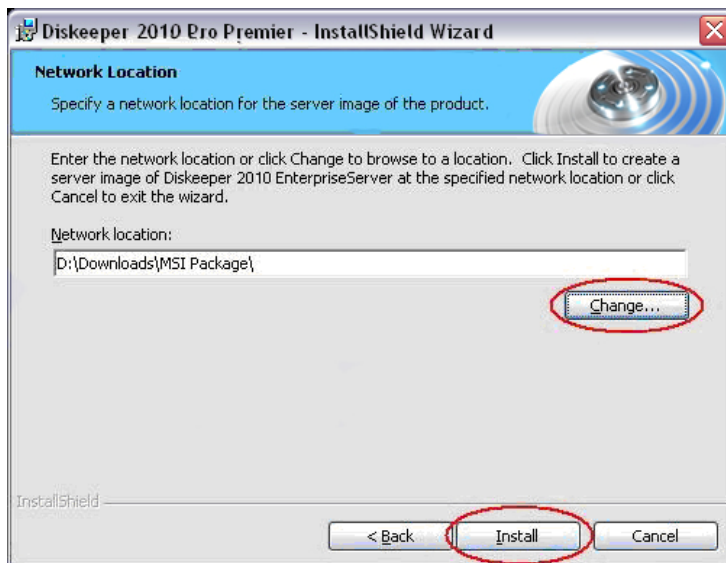 Diskeeper 2010 Pro Premier - InstallShield Wizard
Network Location
Specify a network location for the server image of the product.
Enter the network location or click Change to browse to a location. Click Install to create a
server image of Diskeeper 2010 EnterpriseServer at the specified network location or click
Cancel to exit the wizard.
Network location:
D:\Downloads\MSI Package\
Change...
InstallShield
< Back
Install
Cancel